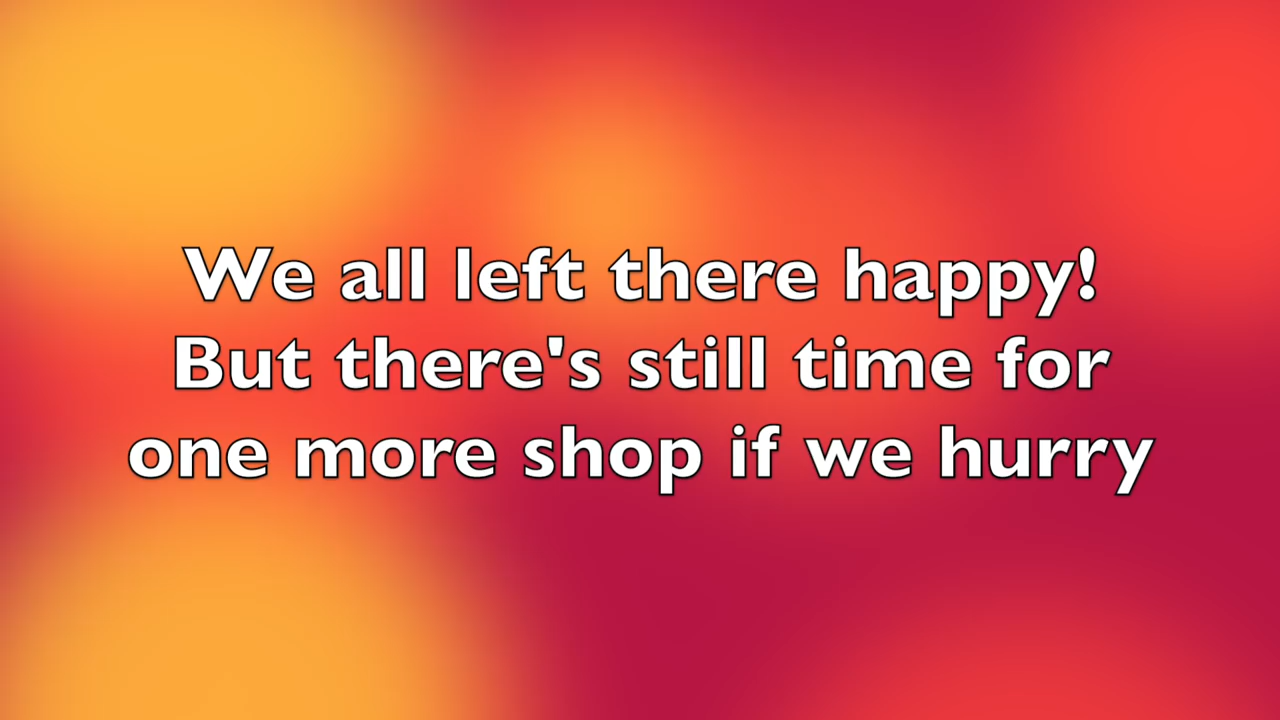 We all left there happy!
But there's still time for
one more shop if we hurry